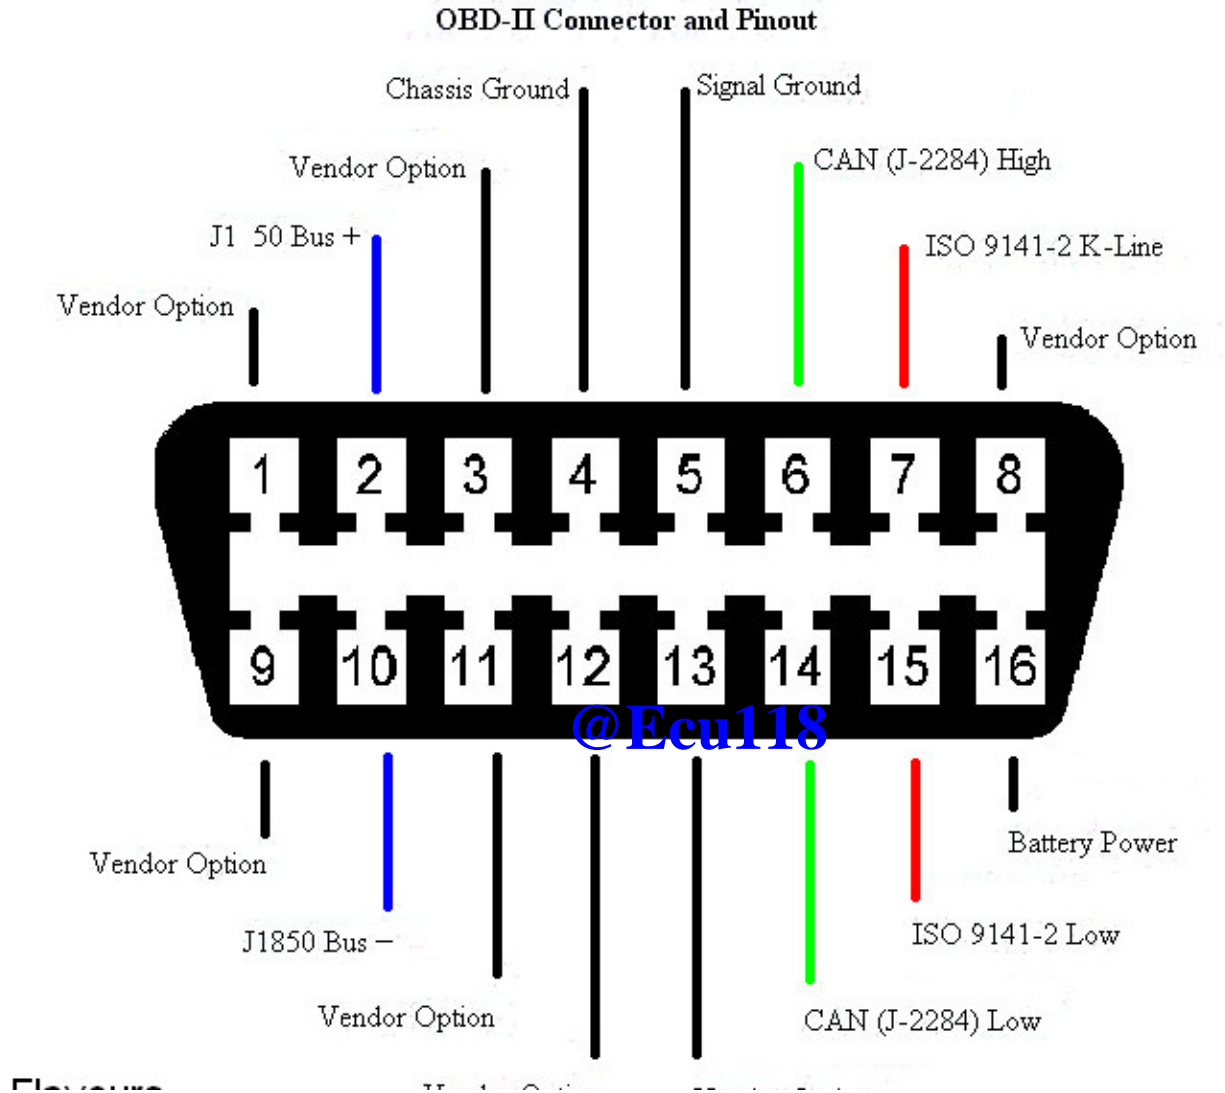 OBD-II Connector and Pinout
Chassis Ground
Signal Ground
Vendor Option
CAN (J-2284) High
J1 50 Bus +
ISO 9141-2 K-Line
Vendor Option
Vendor Option
1 2 3 4 5 6 7 8
9 10 11 12 13 14 15 16
@Ecu118
Battery Power
Vendor Option
J1850 Bus –
ISO 9141-2 Low
Vendor Option
CAN (J-2284) Low